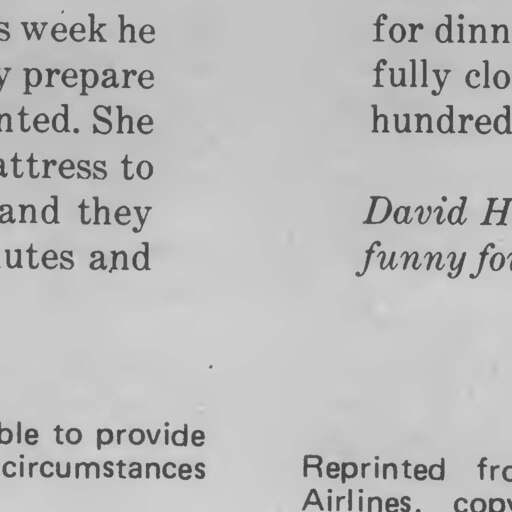 s week he
y prepare
nted. She
attress to
and they
utes and
ble to provide
circumstances
for dinn
fully clo
hundred
David H
funny fo
Reprinted fro
Airlines, copy